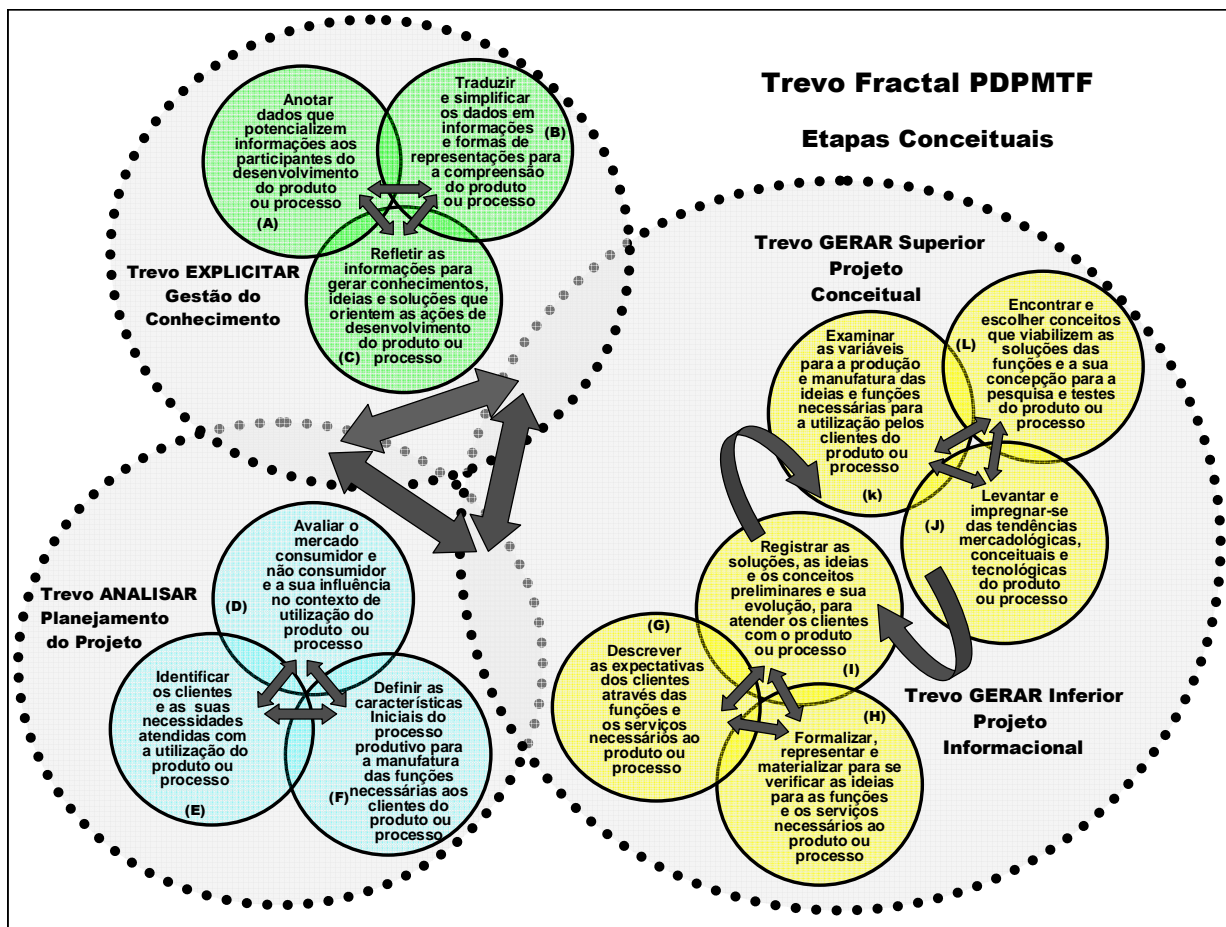 Trevo Fractal PDPMTF
Etapas Conceituais
Anotar
dados que
potencializem
informações aos
participantes do
desenvolvimento
do produto
ou processo
(A)
Traduzir
e simplificar
os dados em
informações
e formas de
representações para
a compreensão
do produto
ou processo
(B)
Refletir as
informações para
gerar conhecimentos,
ideias e soluções que
orientem as ações de
desenvolvimento
do produto ou
processo
(C)
Trevo EXPLICITAR
Gestão do
Conhecimento
Trevo ANALISAR
Planejamento
do Projeto
Avaliar o
mercado
consumidor e
não consumidor
e a sua influência
no contexto de
utilização do
produto ou
processo
(D)
Identificar
os clientes
e as suas
necessidades
atendidas com
a utilização do
produto ou
processo
(E)
Definir as
características
Iniciais do
processo
produtivo para
a manufatura
das funções
necessárias aos
clientes do
produto ou
processo
(F)
Trevo GERAR Superior
Projeto
Conceitual
Examinar
as variáveis
para a produção
e manufatura das
ideias e funções
necessárias para
a utilização pelos
clientes do
produto ou
processo
(k)
Encontrar e
escolher conceitos
que viabilizem as
soluções das
funções e a sua
concepção para a
pesquisa e testes
do produto ou
processo
(L)
Levantar e
impregnar-se
das tendências
mercadológicas,
conceituais e
tecnológicas
do produto
ou processo
(J)
Registrar as
soluções, as ideias
e os conceitos
preliminares e sua
evolução, para
atender os clientes
com o produto
ou processo
(I)
(G)
Descrever
as expectativas
dos clientes
através das
funções e
os serviços
necessários ao
produto ou
processo
(H)
Formalizar,
representar e
materializar para se
verificar as ideias
para as funções
e os serviços
necessários ao
produto ou
processo
Trevo GERAR Inferior
Projeto
Informacional